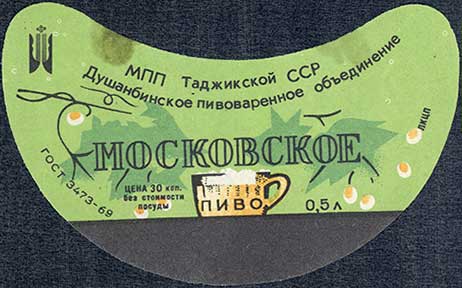 МПП Таджикской ССР
Душанбинское пивоваренное объединение
ЛКЦП
МОСКОВСКОЕ
ГОСТ 3473-69
ЦЕНА 30 коп.
без стоимости
посуды
ПИВО
0,5 л